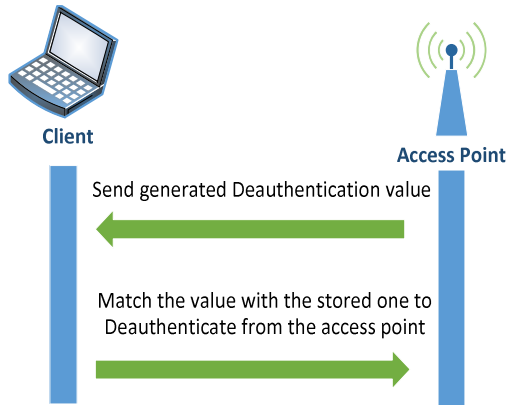 Client
Access Point
Send generated Deauthentication value
Match the value with the stored one to
Deauthenticate from the access point